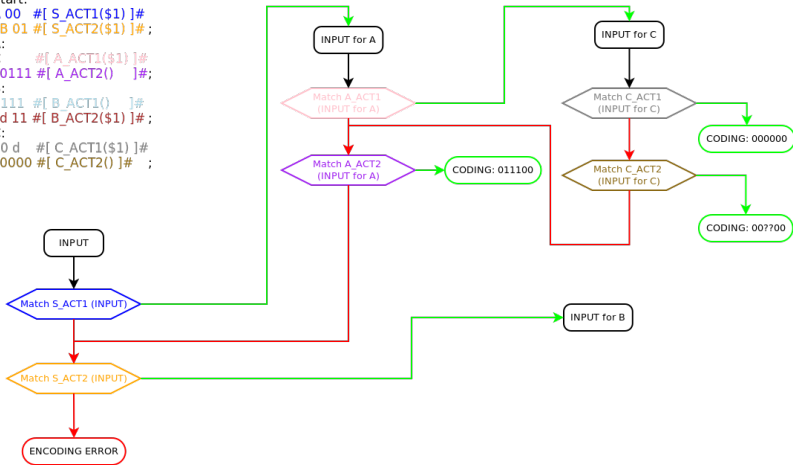 tart:
00 #[ S_ACT1($1) ]#
B 01 #[ S_ACT2($1) ]# ;
:
#[ A_ACT1($1) ]#
0111 #[ A_ACT2() ]#;
:
111 #[ B_ACT1() ]#
d 11 #[ B_ACT2($1) ]# ;
:
0 d #[ C_ACT1($1) ]#
0000 #[ C_ACT2() ]# ;
INPUT for A
INPUT for C
Match A_ACT1
(INPUT for A)
Match C_ACT1
(INPUT for C)
CODING: 000000
Match A_ACT2
(INPUT for A)
CODING: 011100
Match C_ACT2
(INPUT for C)
CODING: 00??00
INPUT
Match S_ACT1 (INPUT)
INPUT for B
Match S_ACT2 (INPUT)
ENCODING ERROR